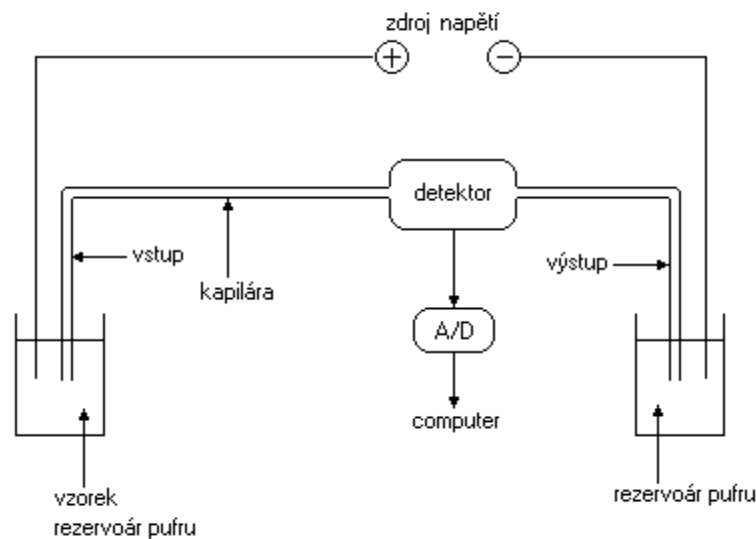 zdroj napětí
+ −
detektor
vstup
kapilára
výstup
A/D
computer
vzorek
rezervoár pufru
rezervoár pufru